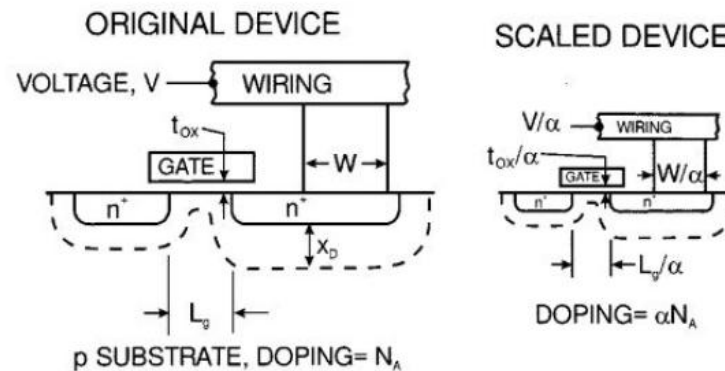 ORIGINAL DEVICE
VOLTAGE, V
WIRING
tox
GATE
W
n+
n+
XD
Lg
p SUBSTRATE, DOPING= NA
SCALED DEVICE
V/α
WIRING
tox/α
GATE
W/α
n+
n+
Lg/α
DOPING= αNA